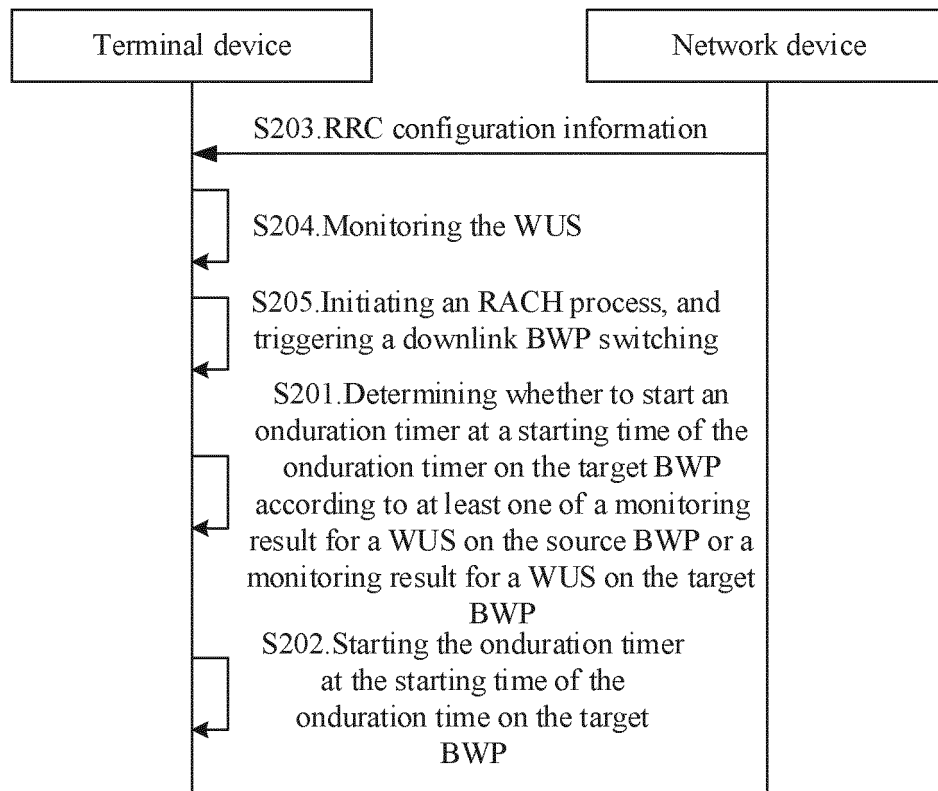 Terminal device
Network device
S203.RRC configuration information
S204.Monitoring the WUS
S205.Initiating an RACH process, and
triggering a downlink BWP switching
S201.Determining whether to start an
onduration timer at a starting time of the
onduration timer on the target BWP
according to at least one of a monitoring
result for a WUS on the source BWP or a
monitoring result for a WUS on the target
BWP
S202.Starting the onduration timer
at the starting time of the
onduration time on the target
BWP